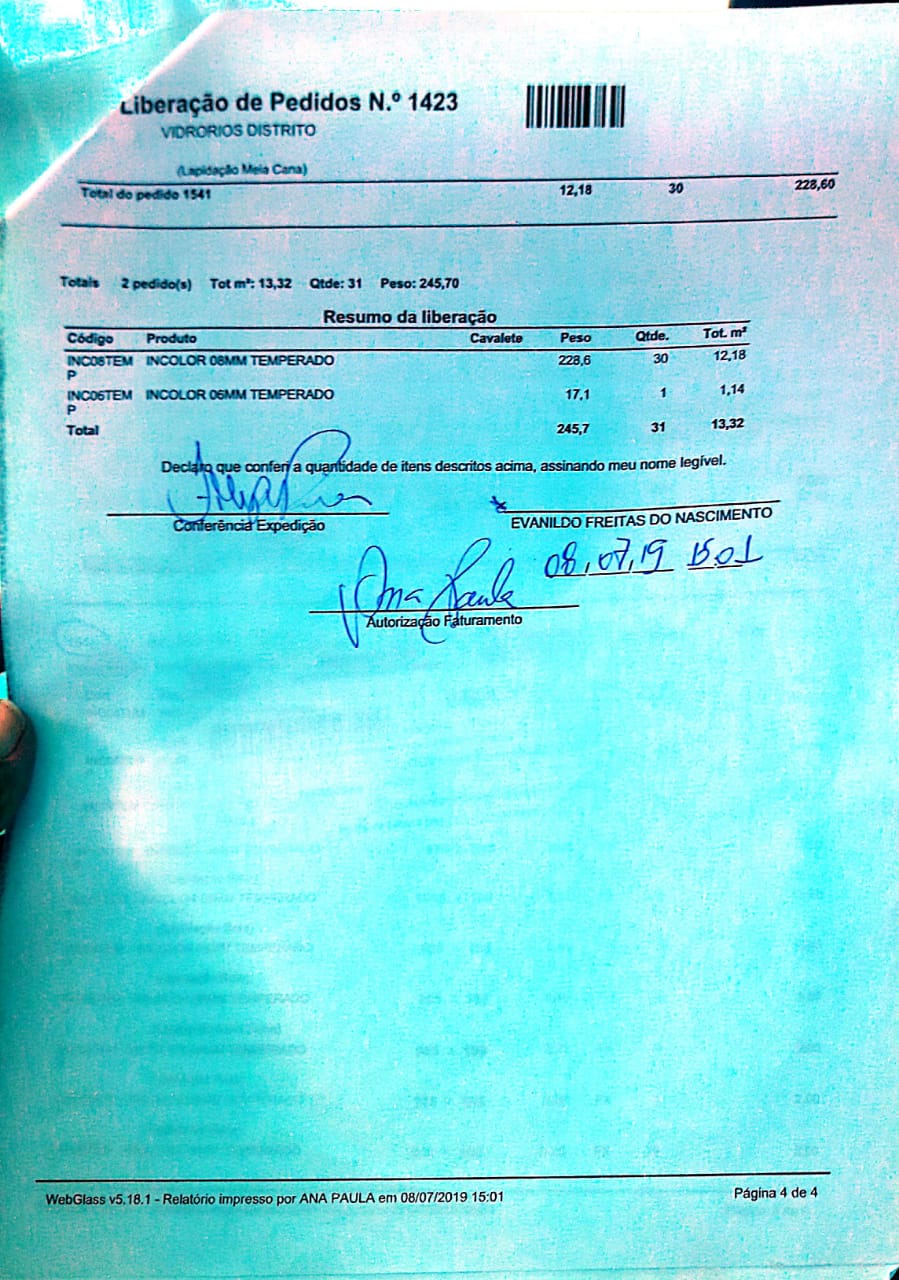 Liberação de Pedidos N.º 1423
VIDRORIOS DISTRITO
(Lapidação Meia Cana)
Total do pedido 1541 12,18 30 228,60
Totais 2 pedido(s) Tot m²: 13,32 Qtde: 31 Peso: 245,70
Resumo da liberação
Código Produto Cavalete Peso Qtde. Tot. m²
INC08TEM INCOLOR 08MM TEMPERADO 228,6 30 12,18
P
INC06TEM INCOLOR 06MM TEMPERADO 17,1 1 1,14
P
Total 245,7 31 13,32
Declaro que conferi a quantidade de itens descritos acima, assinando meu nome legível.
Conferência Expedição
EVANILDO FREITAS DO NASCIMENTO
08,07,19 15:01
Ana Paula
Autorização Faturamento
WebGlass v5.18.1 - Relatório impresso por ANA PAULA em 08/07/2019 15:01
Página 4 de 4